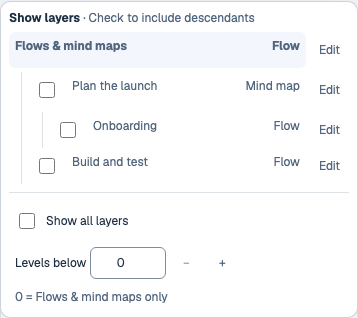 Show layers · Check to include descendants
Flows & mind maps Flow Edit
Plan the launch Mind map Edit
Onboarding Flow Edit
Build and test Flow Edit
Show all layers
Levels below 0 − +
0 = Flows & mind maps only